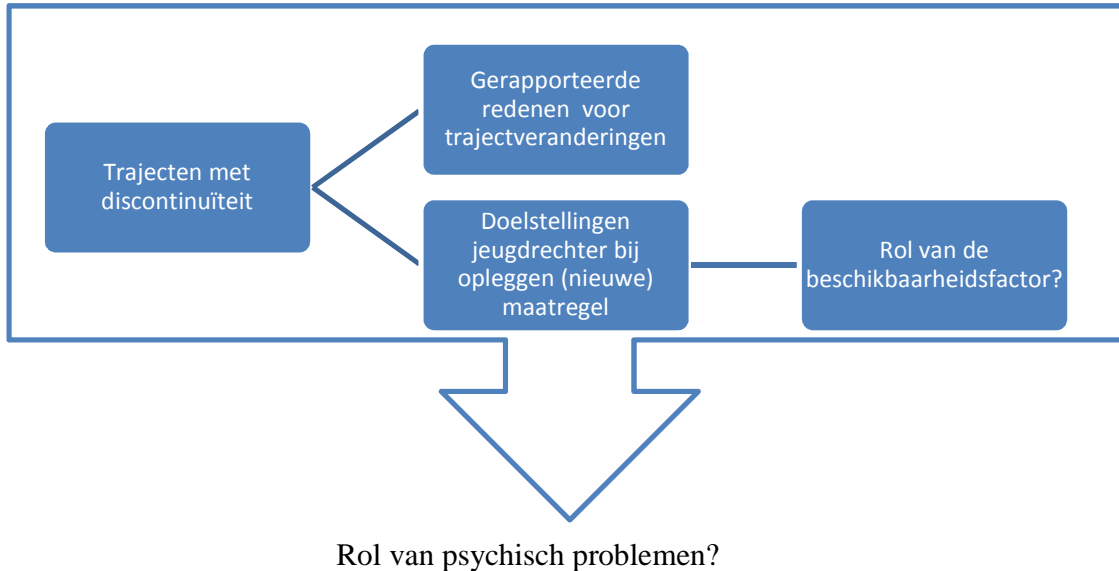 Trajecten met
discontinuïteit
Gerapporteerde
redenen voor
trajectveranderingen
Doelstellingen
jeugdrechter bij
opleggen (nieuwe)
maatregel
Rol van de
beschikbaarheidsfactor?
Rol van psychisch problemen?